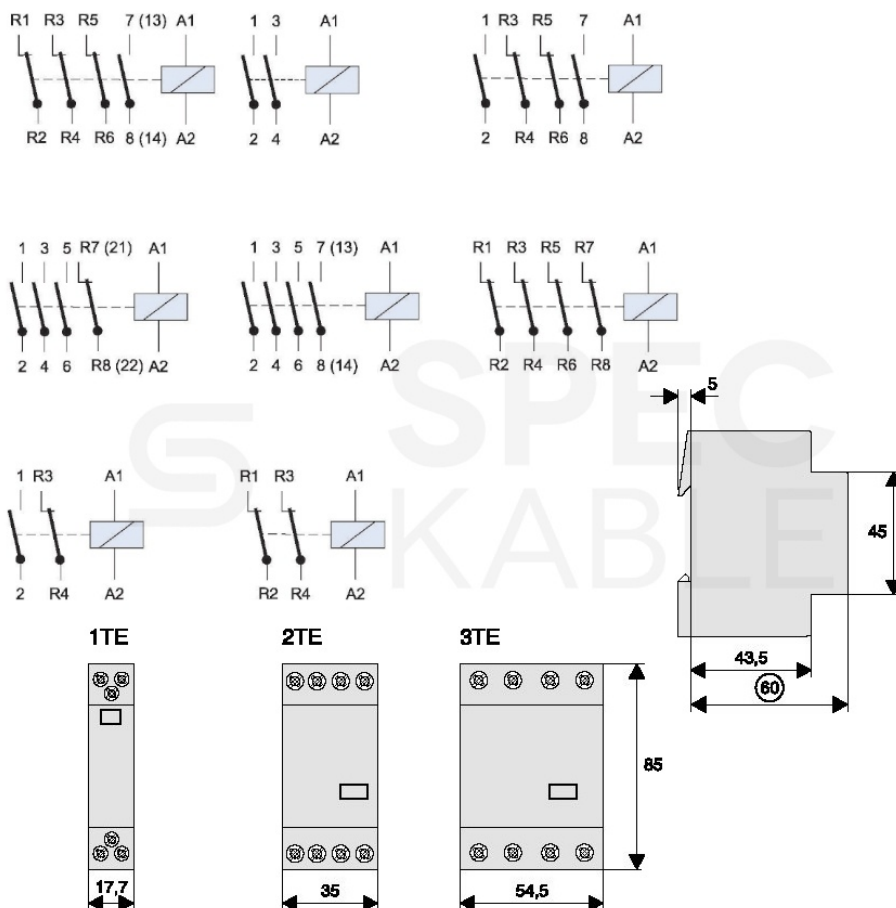 R1 R3 R5 7 (13) A1
R2 R4 R6 8 (14) A2
1 3 A1
2 4 A2
1 R3 R5 7 A1
2 R4 R6 8 A2
1 3 5 R7 (21) A1
2 4 6 R8 (22) A2
1 3 5 7 (13) A1
2 4 6 8 (14) A2
R1 R3 R5 R7 A1
R2 R4 R6 R8 A2
SPEC
KABLE
1 R3 A1
2 R4 A2
R1 R3 A1
R2 R4 A2
5
45
43,5
60
1TE
2TE
3TE
85
17,7
35
54,5